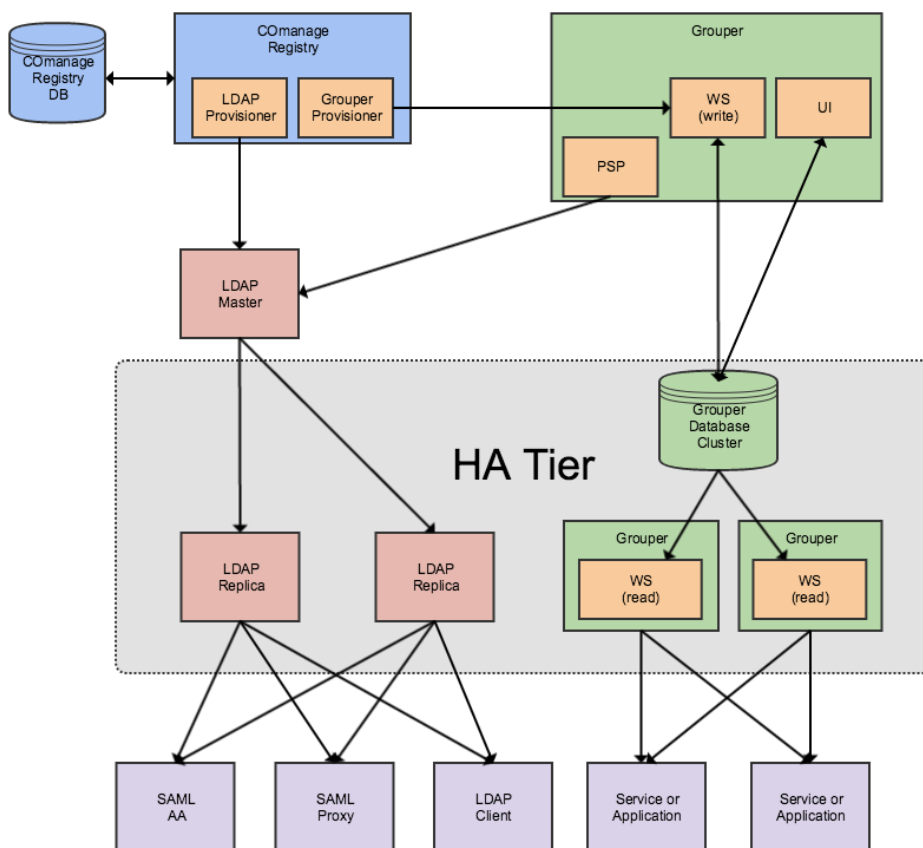 COmanage
Registry
DB
COmanage
Registry
LDAP
Provisioner
Grouper
Provisioner
Grouper
WS
(write)
UI
PSP
LDAP
Master
Grouper
Database
Cluster
HA Tier
LDAP
Replica
LDAP
Replica
Grouper
WS
(read)
Grouper
WS
(read)
SAML
AA
SAML
Proxy
LDAP
Client
Service or
Application
Service or
Application